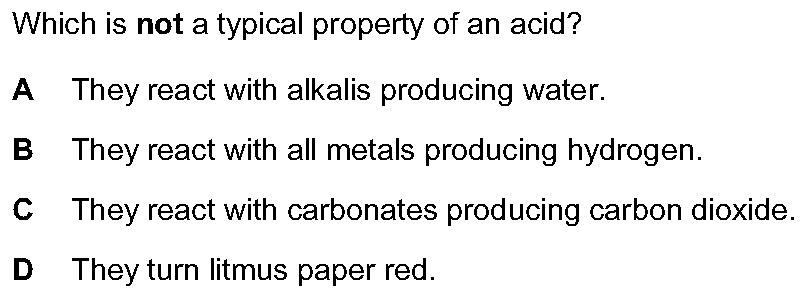 Which is not a typical property of an acid?
A They react with alkalis producing water.
B They react with all metals producing hydrogen.
C They react with carbonates producing carbon dioxide.
D They turn litmus paper red.